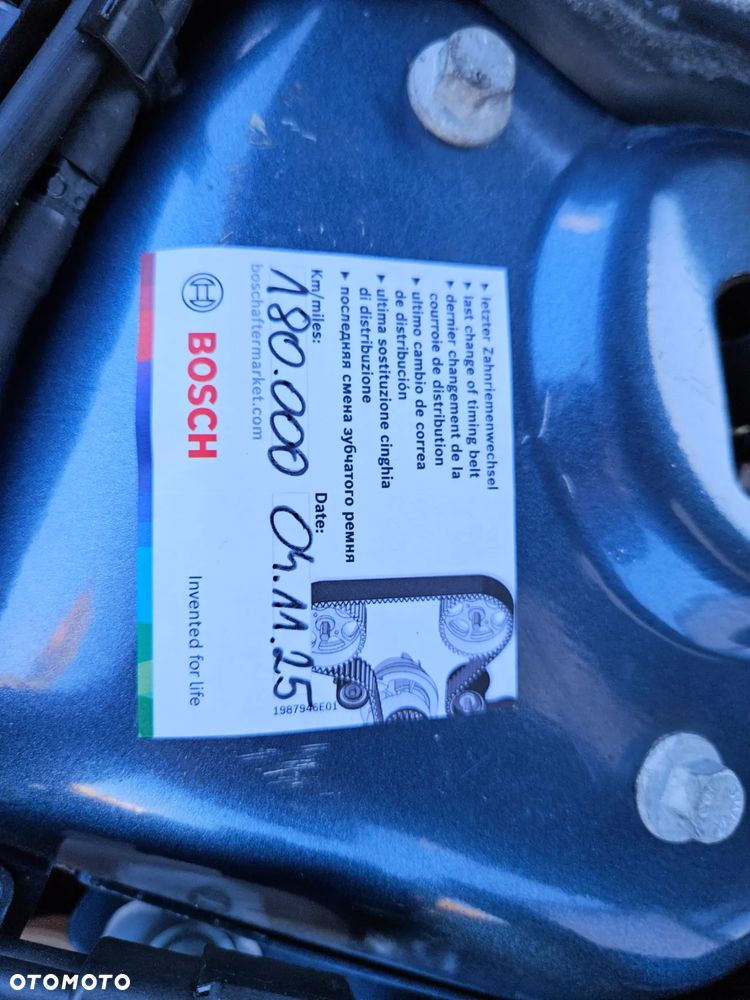 ▸ letzter Zahnriemenwechsel
▸ last change of timing belt
▸ dernier changement de la
courroie de distribution
▸ ultimo cambio de correa
de distribución
▸ ultima sostituzione cinghia
di distribuzione
▸ последняя смена зубчатого ремня
Km/miles: Date:
180.000 04.11.25
boschaftermarket.com
1987946E01
BOSCH
Invented for life
OTOMOTO